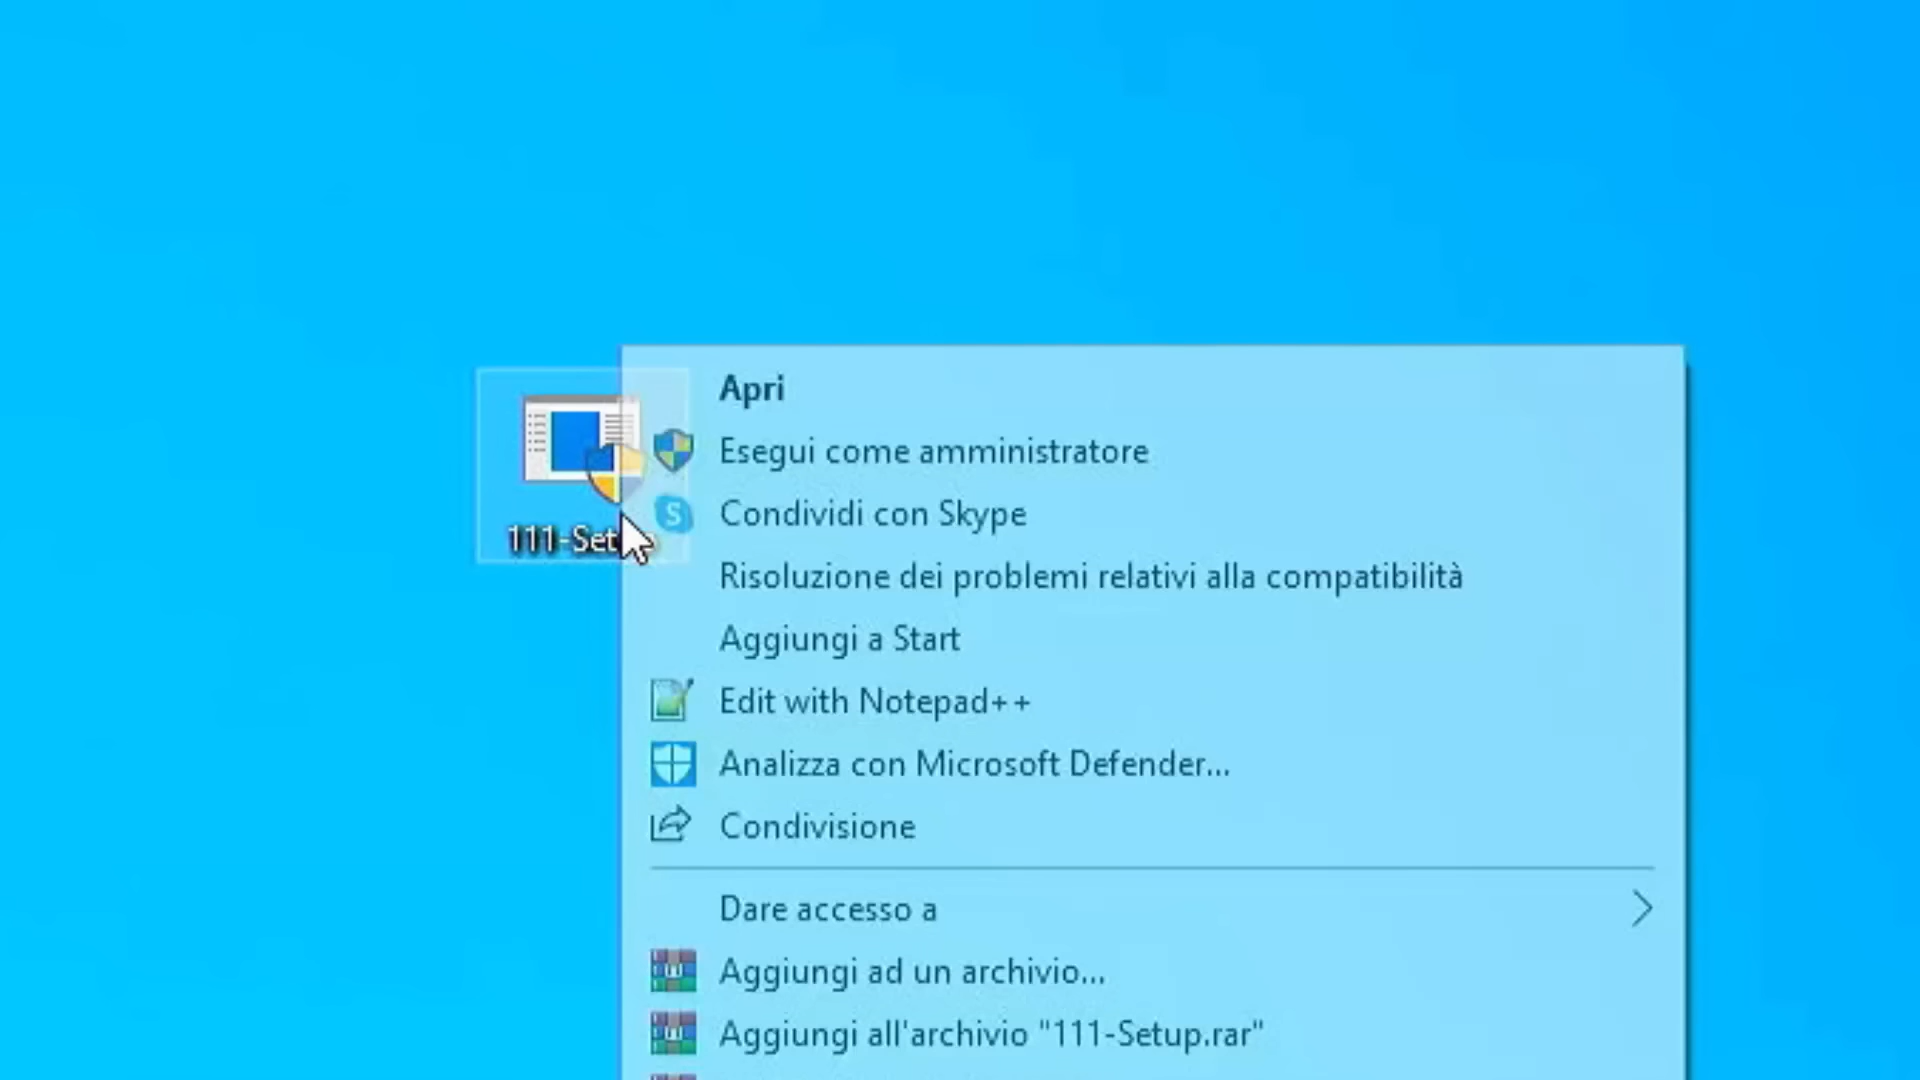 Apri
Esegui come amministratore
Condividi con Skype
111-Set
Risoluzione dei problemi relativi alla compatibilità
Aggiungi a Start
Edit with Notepad++
Analizza con Microsoft Defender...
Condivisione
Dare accesso a
Aggiungi ad un archivio...
Aggiungi all'archivio "111-Setup.rar"